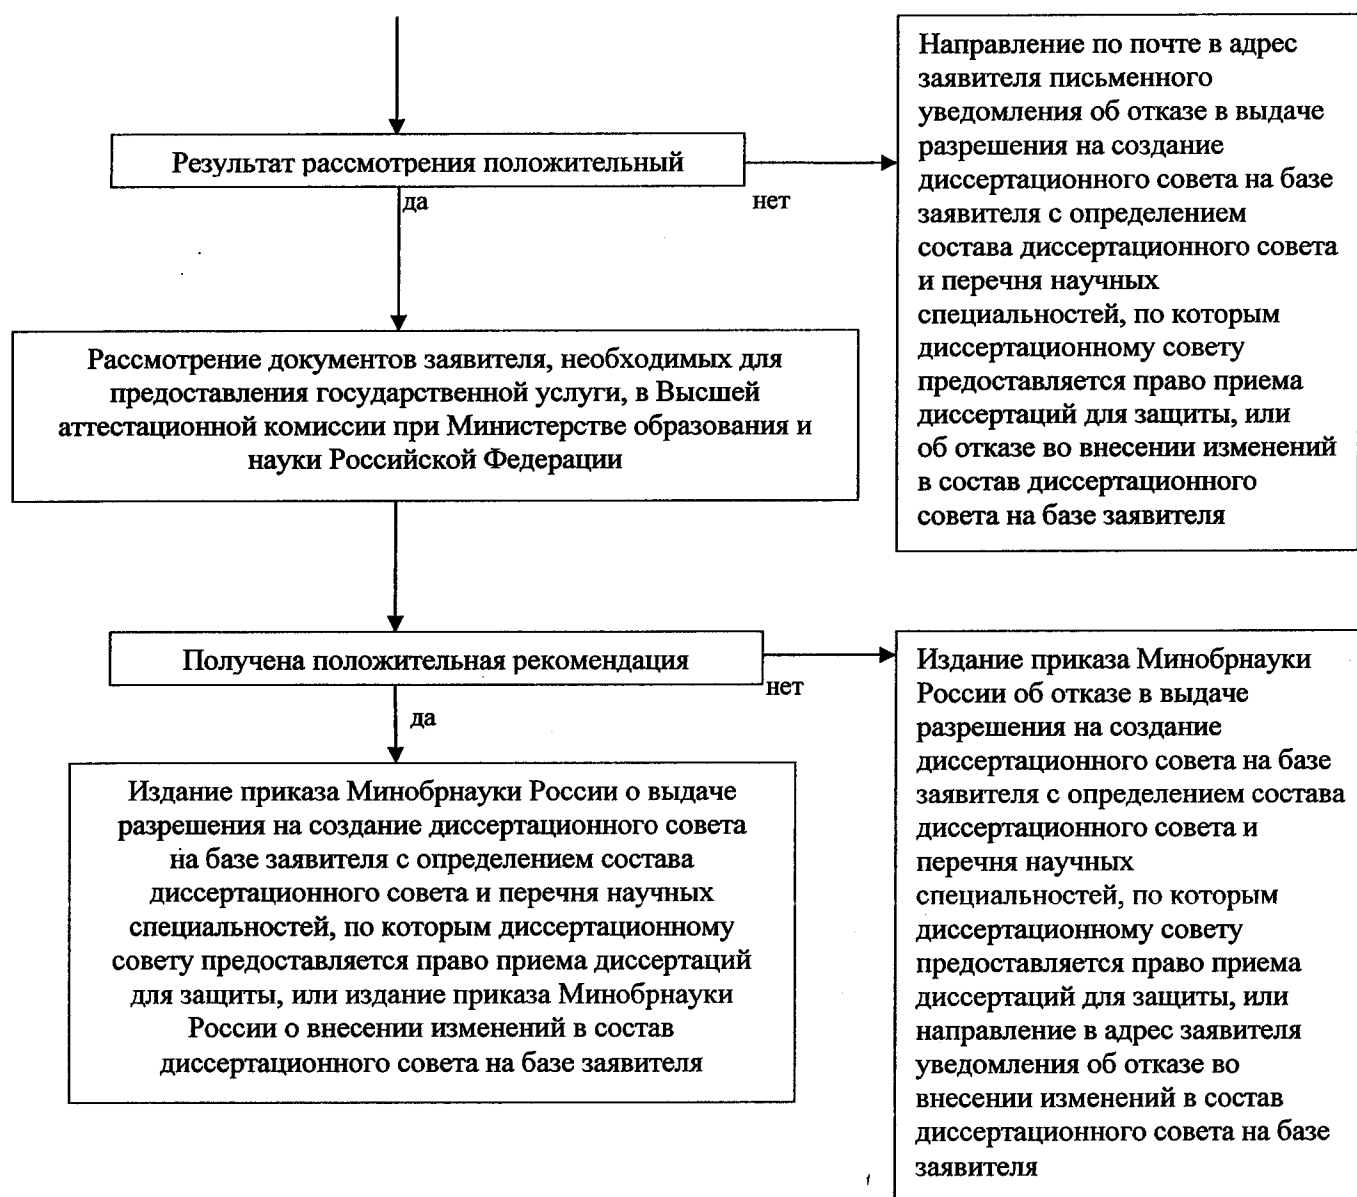 Результат рассмотрения положительный
да
нет
Направление по почте в адрес
заявителя письменного
уведомления об отказе в выдаче
разрешения на создание
диссертационного совета на базе
заявителя с определением
состава диссертационного совета
и перечня научных
специальностей, по которым
диссертационному совету
предоставляется право приема
диссертаций для защиты, или
об отказе во внесении изменений
в состав диссертационного
совета на базе заявителя
Рассмотрение документов заявителя, необходимых для
предоставления государственной услуги, в Высшей
аттестационной комиссии при Министерстве образования и
науки Российской Федерации
Получена положительная рекомендация
нет
да
Издание приказа Минобрнауки России о выдаче
разрешения на создание диссертационного совета
на базе заявителя с определением состава
диссертационного совета и перечня научных
специальностей, по которым диссертационному
совету предоставляется право приема диссертаций
для защиты, или издание приказа Минобрнауки
России о внесении изменений в состав
диссертационного совета на базе заявителя
Издание приказа Минобрнауки
России об отказе в выдаче
разрешения на создание
диссертационного совета на базе
заявителя с определением состава
диссертационного совета и
перечня научных
специальностей, по которым
диссертационному совету
предоставляется право приема
диссертаций для защиты, или
направление в адрес заявителя
уведомления об отказе во
внесении изменений в состав
диссертационного совета на базе
заявителя